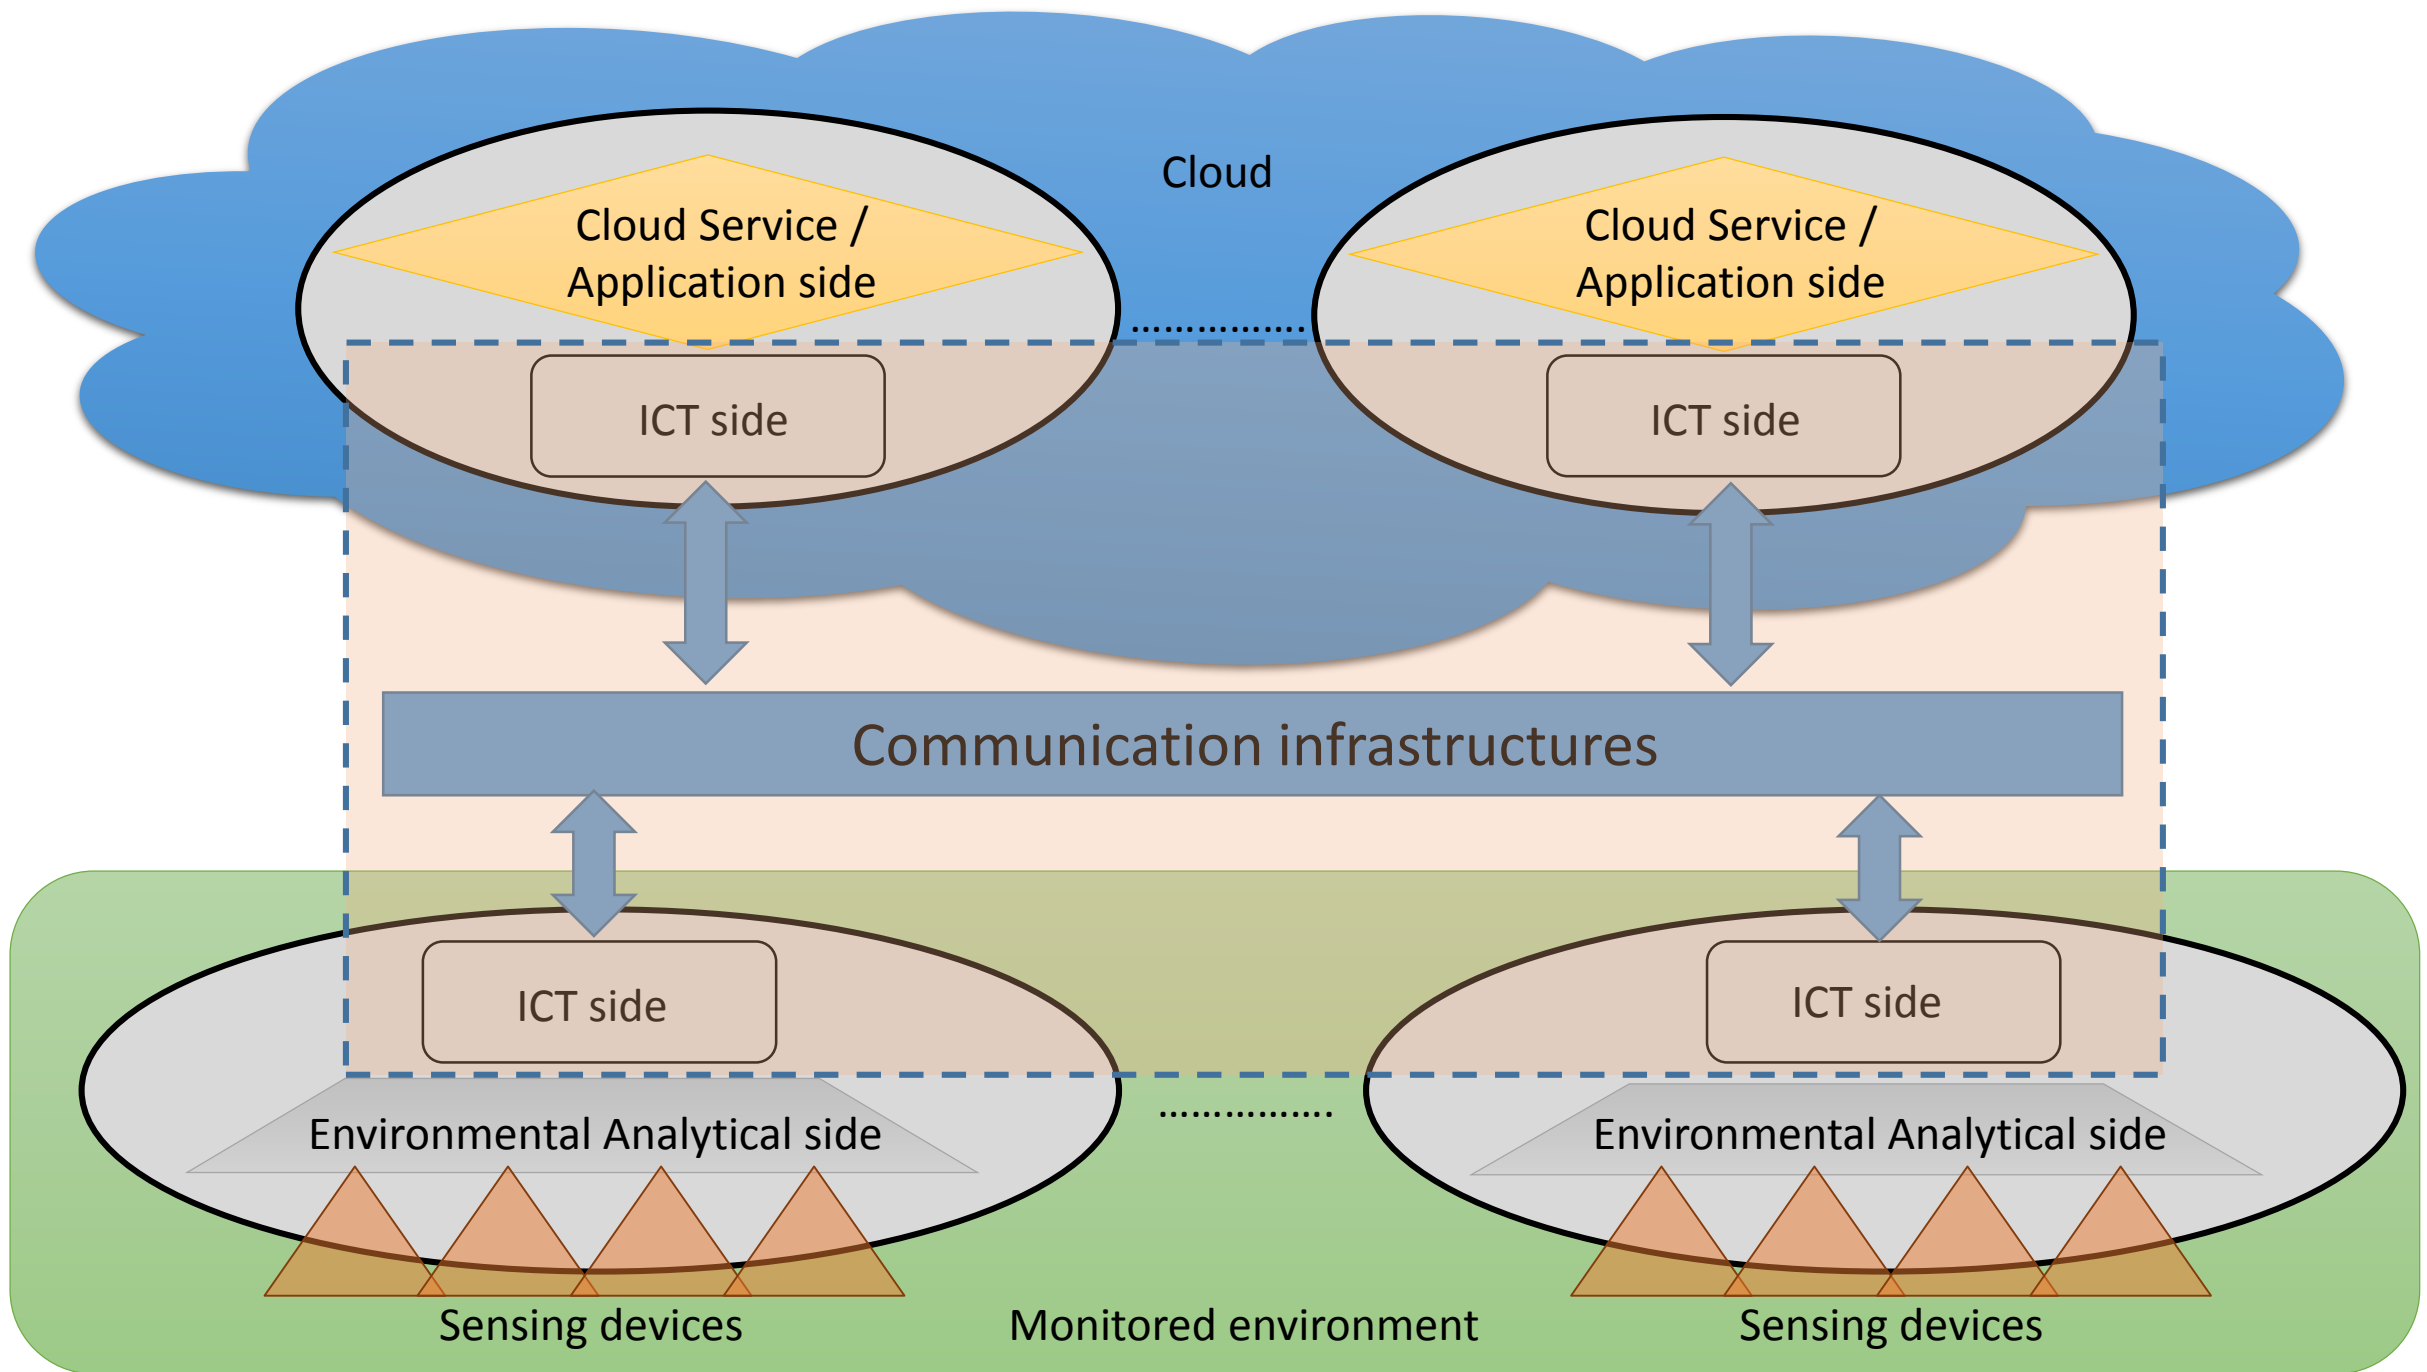 Cloud
Cloud Service /
Application side
Cloud Service /
Application side
................
ICT side
ICT side
Communication infrastructures
ICT side
ICT side
Environmental Analytical side
................
Environmental Analytical side
Sensing devices
Monitored environment
Sensing devices